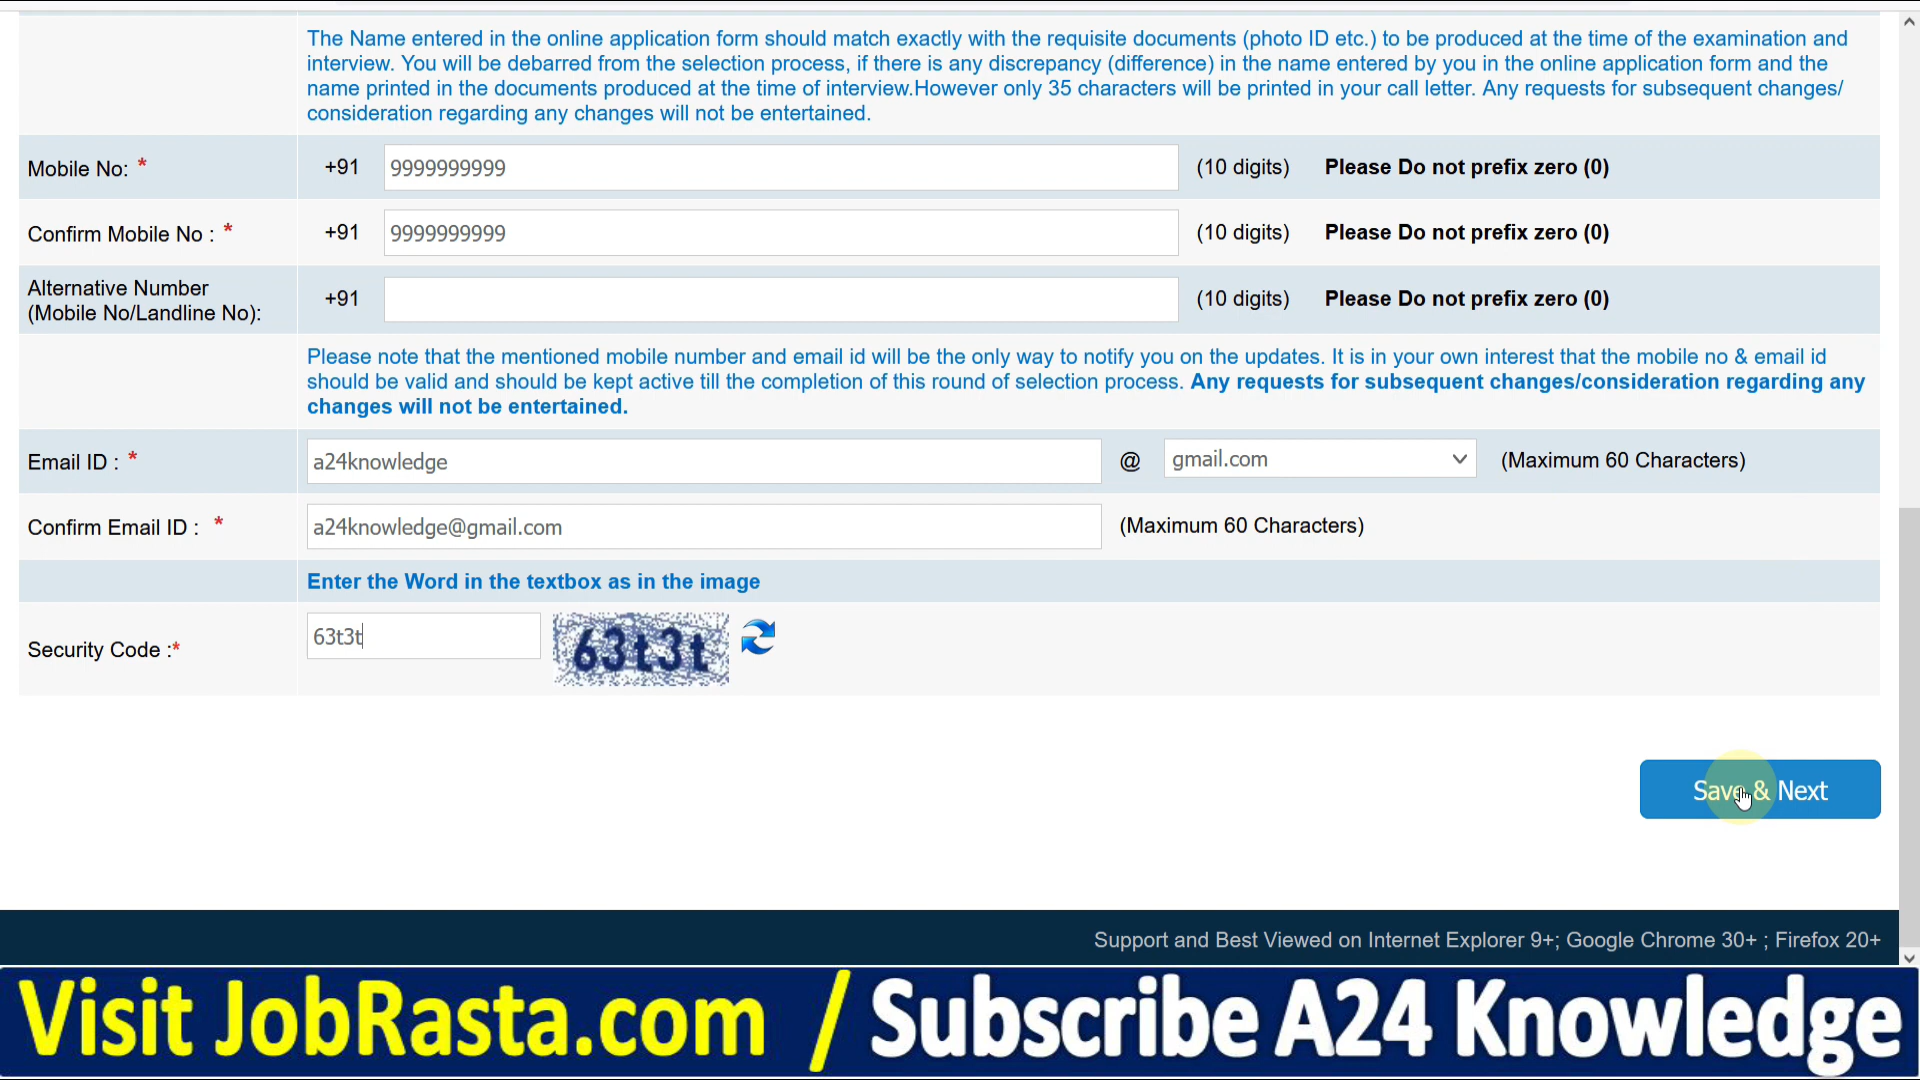 The Name entered in the online application form should match exactly with the requisite documents (photo ID etc.) to be produced at the time of the examination and
interview. You will be debarred from the selection process, if there is any discrepancy (difference) in the name entered by you in the online application form and the
name printed in the documents produced at the time of interview.However only 35 characters will be printed in your call letter. Any requests for subsequent changes/
consideration regarding any changes will not be entertained.
Mobile No: * +91 9999999999 (10 digits) Please Do not prefix zero (0)
Confirm Mobile No : * +91 9999999999 (10 digits) Please Do not prefix zero (0)
Alternative Number
(Mobile No/Landline No): +91 (10 digits) Please Do not prefix zero (0)
Please note that the mentioned mobile number and email id will be the only way to notify you on the updates. It is in your own interest that the mobile no & email id
should be valid and should be kept active till the completion of this round of selection process. Any requests for subsequent changes/consideration regarding any
changes will not be entertained.
Email ID : * a24knowledge @ gmail.com (Maximum 60 Characters)
Confirm Email ID : * a24knowledge@gmail.com (Maximum 60 Characters)
Enter the Word in the textbox as in the image
Security Code :* 63t3t 63t3t
Save & Next
Support and Best Viewed on Internet Explorer 9+; Google Chrome 30+ ; Firefox 20+
Visit JobRasta.com / Subscribe A24 Knowledge